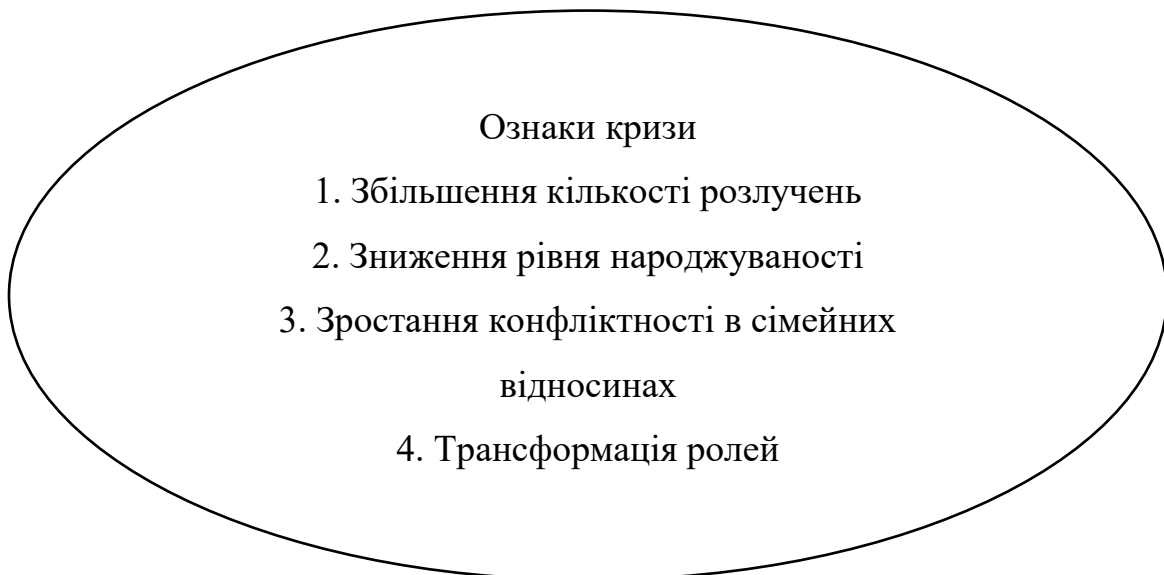 Ознаки кризи
1. Збільшення кількості розлучень
2. Зниження рівня народжуваності
3. Зростання конфліктності в сімейних
відносинах
4. Трансформація ролей